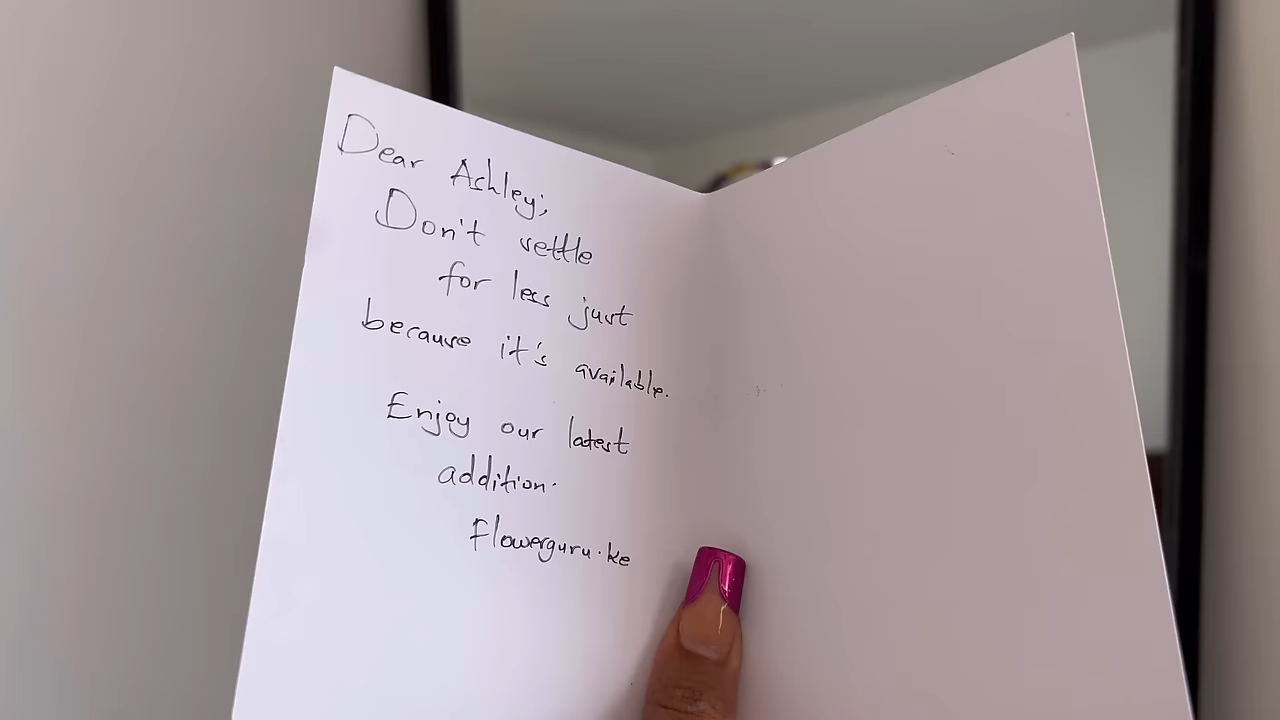 Dear Ashley;,
Don't settle
for less just
because it's available.
Enjoy our latest
addition.
Flowerguru.ke